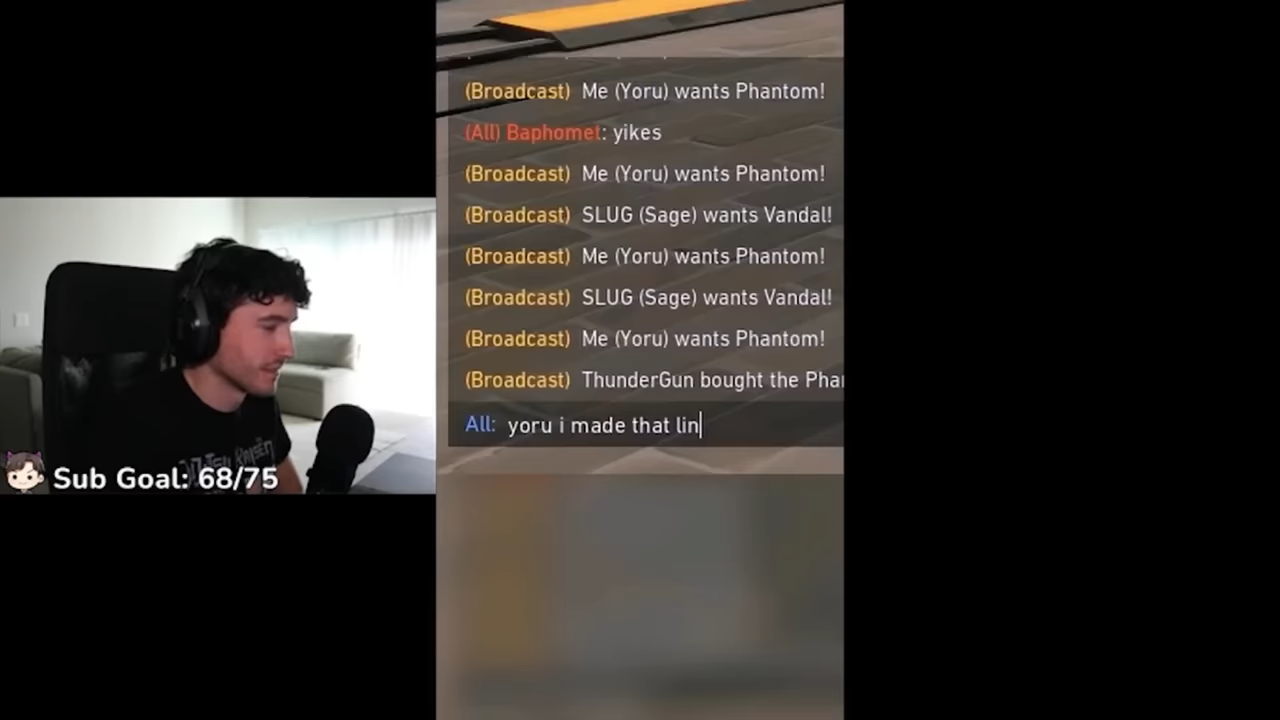 (Broadcast) Me (Yoru) wants Phantom!
(All) Baphomet: yikes
(Broadcast) Me (Yoru) wants Phantom!
(Broadcast) SLUG (Sage) wants Vandal!
(Broadcast) Me (Yoru) wants Phantom!
(Broadcast) SLUG (Sage) wants Vandal!
(Broadcast) Me (Yoru) wants Phantom!
(Broadcast) ThunderGun bought the Phan
All: yoru i made that lin
Sub Goal: 68/75